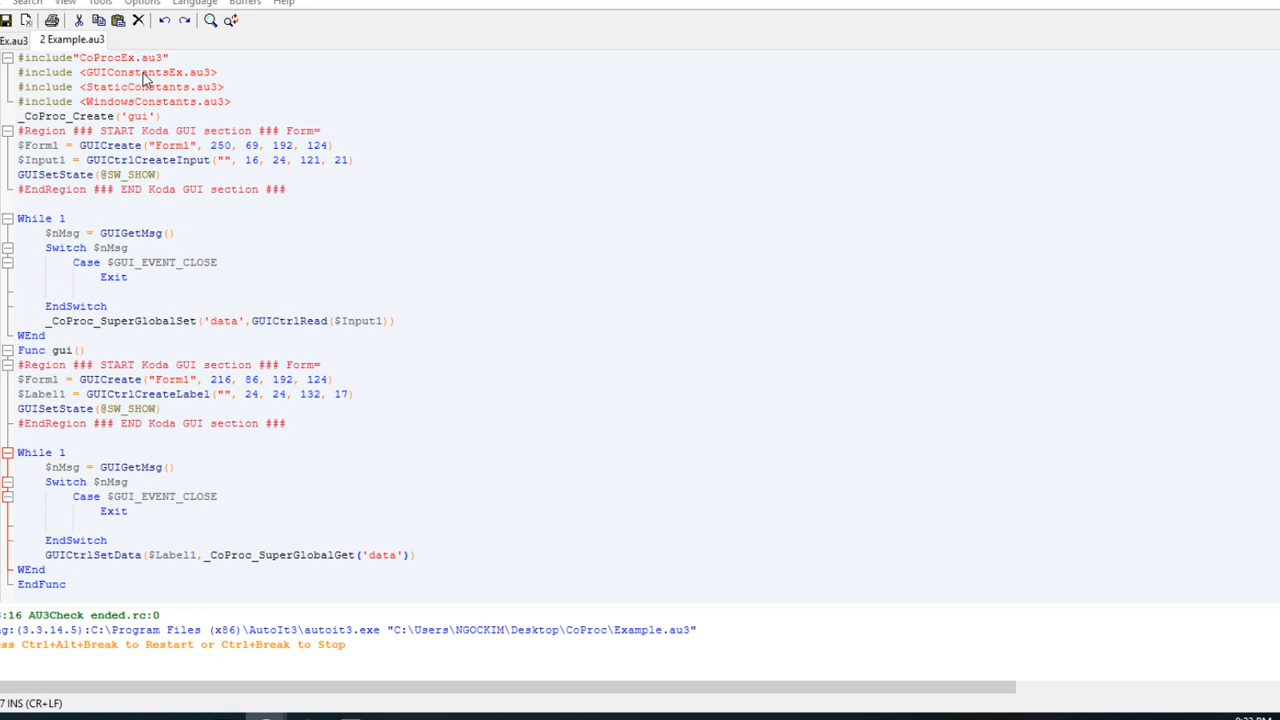 Search View Tools Options Language Buffers Help
Ex.au3 2 Example.au3
#include"CoProcEx.au3"
#include <GUIConstantsEx.au3>
#include <StaticConstants.au3>
#include <WindowsConstants.au3>
_CoProc_Create('gui')
#Region ### START Koda GUI section ### Form=
$Form1 = GUICreate("Form1", 250, 69, 192, 124)
$Input1 = GUICtrlCreateInput("", 16, 24, 121, 21)
GUISetState(@SW_SHOW)
#EndRegion ### END Koda GUI section ###
While 1
$nMsg = GUIGetMsg()
Switch $nMsg
Case $GUI_EVENT_CLOSE
Exit
EndSwitch
_CoProc_SuperGlobalSet('data',GUICtrlRead($Input1))
WEnd
Func gui()
#Region ### START Koda GUI section ### Form=
$Form1 = GUICreate("Form1", 216, 86, 192, 124)
$Label1 = GUICtrlCreateLabel("", 24, 24, 132, 17)
GUISetState(@SW_SHOW)
#EndRegion ### END Koda GUI section ###
While 1
$nMsg = GUIGetMsg()
Switch $nMsg
Case $GUI_EVENT_CLOSE
Exit
EndSwitch
GUICtrlSetData($Label1,_CoProc_SuperGlobalGet('data'))
WEnd
EndFunc
:16 AU3Check ended.rc:0
ng:(3.3.14.5):C:\Program Files (x86)\AutoIt3\autoit3.exe "C:\Users\NGOCKIM\Desktop\CoProc\Example.au3"
ss Ctrl+Alt+Break to Restart or Ctrl+Break to Stop
7 INS (CR+LF)